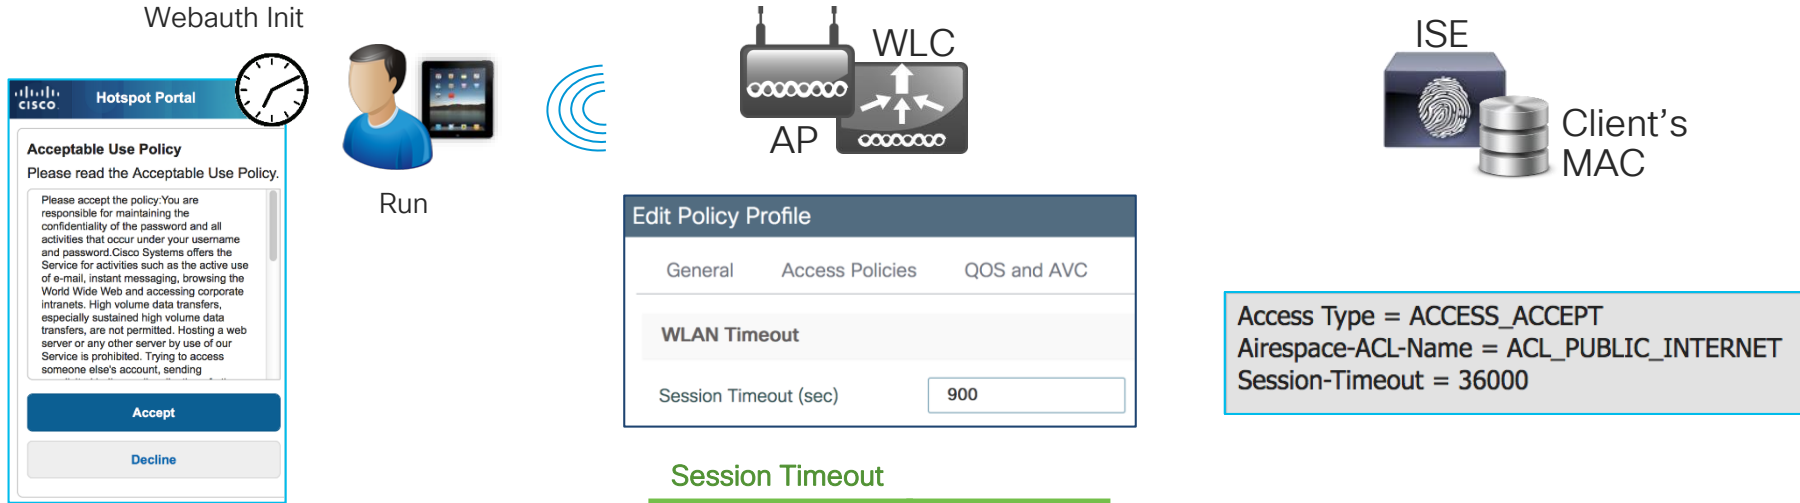 Webauth Init
CISCO
Hotspot Portal
Acceptable Use Policy
Please read the Acceptable Use Policy.
Please accept the policy:You are
responsible for maintaining the
confidentiality of the password and all
activities that occur under your username
and password.Cisco Systems offers the
Service for activities such as the active use
of e-mail, instant messaging, browsing the
World Wide Web and accessing corporate
intranets. High volume data transfers,
especially sustained high volume data
transfers, are not permitted. Hosting a web
server or any other server by use of our
Service is prohibited. Trying to access
someone else's account, sending
Accept
Decline
Run
WLC
AP
Edit Policy Profile
General
Access Policies
QOS and AVC
WLAN Timeout
Session Timeout (sec)
900
Session Timeout
ISE
Client's
MAC
Access Type = ACCESS_ACCEPT
Airespace-ACL-Name = ACL_PUBLIC_INTERNET
Session-Timeout = 36000